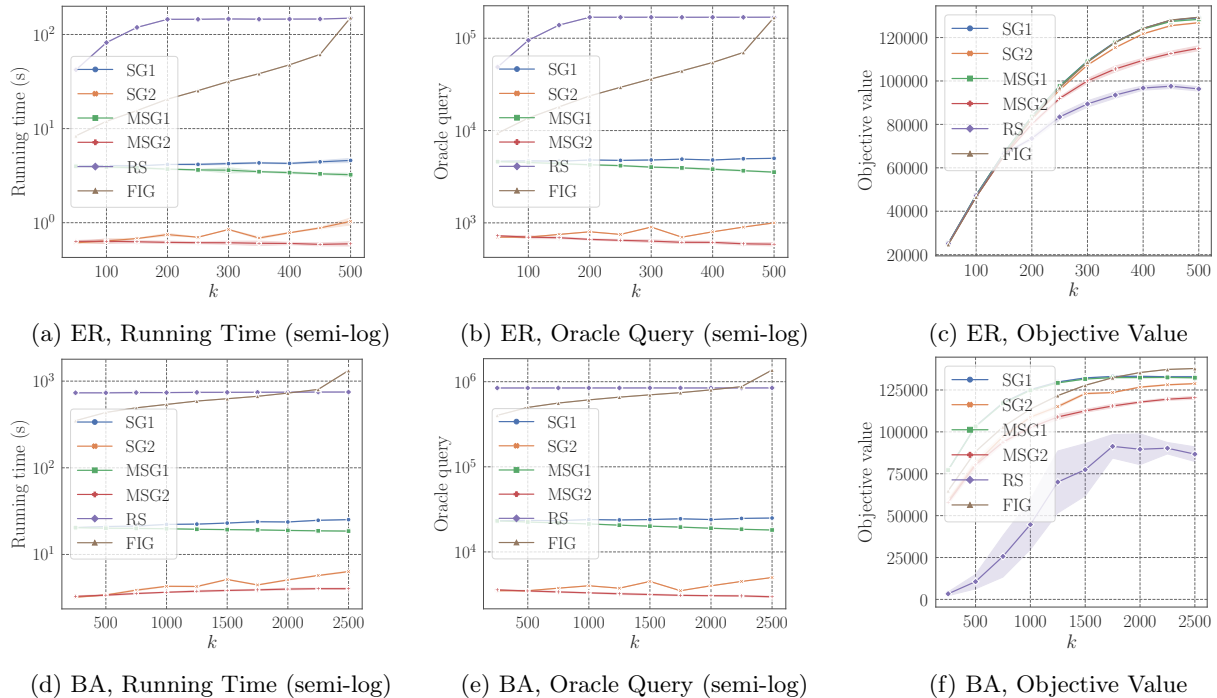 10²
10¹
10⁰
Running time (s)
SG1
SG2
MSG1
MSG2
RS
FIG
100 200 300 400 500
k
(a) ER, Running Time (semi-log)
10⁵
10⁴
10³
Oracle query
SG1
SG2
MSG1
MSG2
RS
FIG
100 200 300 400 500
k
(b) ER, Oracle Query (semi-log)
120000
100000
80000
60000
40000
20000
Objective value
SG1
SG2
MSG1
MSG2
RS
FIG
100 200 300 400 500
k
(c) ER, Objective Value
10³
10²
10¹
Running time (s)
SG1
SG2
MSG1
MSG2
RS
FIG
500 1000 1500 2000 2500
k
(d) BA, Running Time (semi-log)
10⁶
10⁵
10⁴
Oracle query
SG1
SG2
MSG1
MSG2
RS
FIG
500 1000 1500 2000 2500
k
(e) BA, Oracle Query (semi-log)
125000
100000
75000
50000
25000
0
Objective value
SG1
SG2
MSG1
MSG2
RS
FIG
500 1000 1500 2000 2500
k
(f) BA, Objective Value